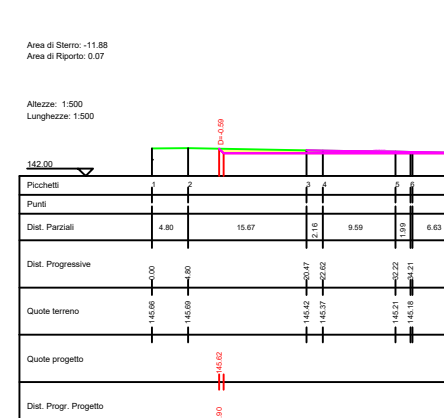 Area di Sterro: -11.88
Area di Riporto: 0.07
Altezze: 1:500
Lunghezze: 1:500
D=-0.59
142.00
Picchetti 1 2 3 4 5 6
Punti
Dist. Parziali 4.80 15.67 2.16 9.59 1.99 6.63
Dist. Progressive 0.00 4.80 20.47 22.62 32.22 34.21
Quote terreno 145.66 145.69 145.42 145.37 145.21 145.18
Quote progetto 145.62
Dist. Progr. Progetto